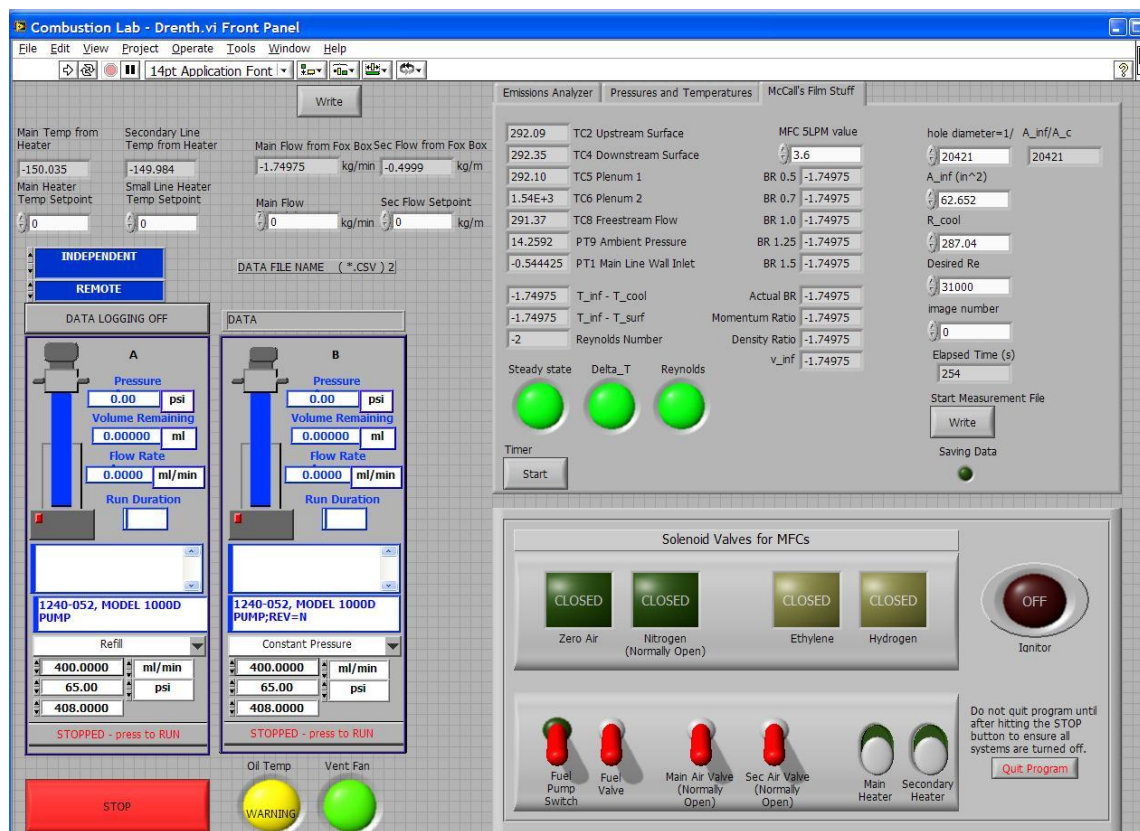 Combustion Lab - Drenth.vi Front Panel
File Edit View Project Operate Tools Window Help
14pt Application Font
?
Write
Main Temp from Heater
-150.035
Secondary Line Temp from Heater
-149.984
Main Flow from Fox Box
-1.74975 kg/min
Sec Flow from Fox Box
-0.4999 kg/m
Main Heater Temp Setpoint
0
Small Line Heater Temp Setpoint
0
Main Flow
0 kg/min
Sec Flow Setpoint
0 kg/m
INDEPENDENT
REMOTE
DATA FILE NAME ( *.CSV ) 2
DATA LOGGING OFF
DATA
A
Pressure
0.00 psi
Volume Remaining
0.00000 ml
Flow Rate
0.0000 ml/min
Run Duration
1240-052, MODEL 1000D
PUMP
Refill
400.0000 ml/min
65.00 psi
408.0000
STOPPED - press to RUN
B
Pressure
0.00 psi
Volume Remaining
0.00000 ml
Flow Rate
0.0000 ml/min
Run Duration
1240-052, MODEL 1000D
PUMP;REV=N
Constant Pressure
400.0000 ml/min
65.00 psi
408.0000
STOPPED - press to RUN
STOP
Oil Temp
WARNING
Vent Fan
Emissions Analyzer Pressures and Temperatures McCall's Film Stuff
292.09 TC2 Upstream Surface
292.35 TC4 Downstream Surface
292.10 TC5 Plenum 1
1.54E+3 TC6 Plenum 2
291.37 TC8 Freestream Flow
14.2592 PT9 Ambient Pressure
-0.544425 PT1 Main Line Wall Inlet
-1.74975 T_inf - T_cool
-1.74975 T_inf - T_surf
-2 Reynolds Number
MFC 5LPM value
3.6
BR 0.5 -1.74975
BR 0.7 -1.74975
BR 1.0 -1.74975
BR 1.25 -1.74975
BR 1.5 -1.74975
Actual BR -1.74975
Momentum Ratio -1.74975
Density Ratio -1.74975
v_inf -1.74975
hole diameter=1/ A_inf/A_c
20421 20421
A_inf (in^2)
62.652
R_cool
287.04
Desired Re
31000
image number
0
Elapsed Time (s)
254
Start Measurement File
Write
Saving Data
Steady state Delta_T Reynolds
Timer
Start
Solenoid Valves for MFCs
CLOSED CLOSED CLOSED CLOSED
Zero Air
Nitrogen
(Normally Open)
Ethylene
Hydrogen
OFF
Ignitor
Fuel
Pump
Switch
Fuel
Valve
Main Air Valve
(Normally
Open)
Sec Air Valve
(Normally
Open)
Main
Heater
Secondary
Heater
Do not quit program until
after hitting the STOP
button to ensure all
systems are turned off.
Quit Program